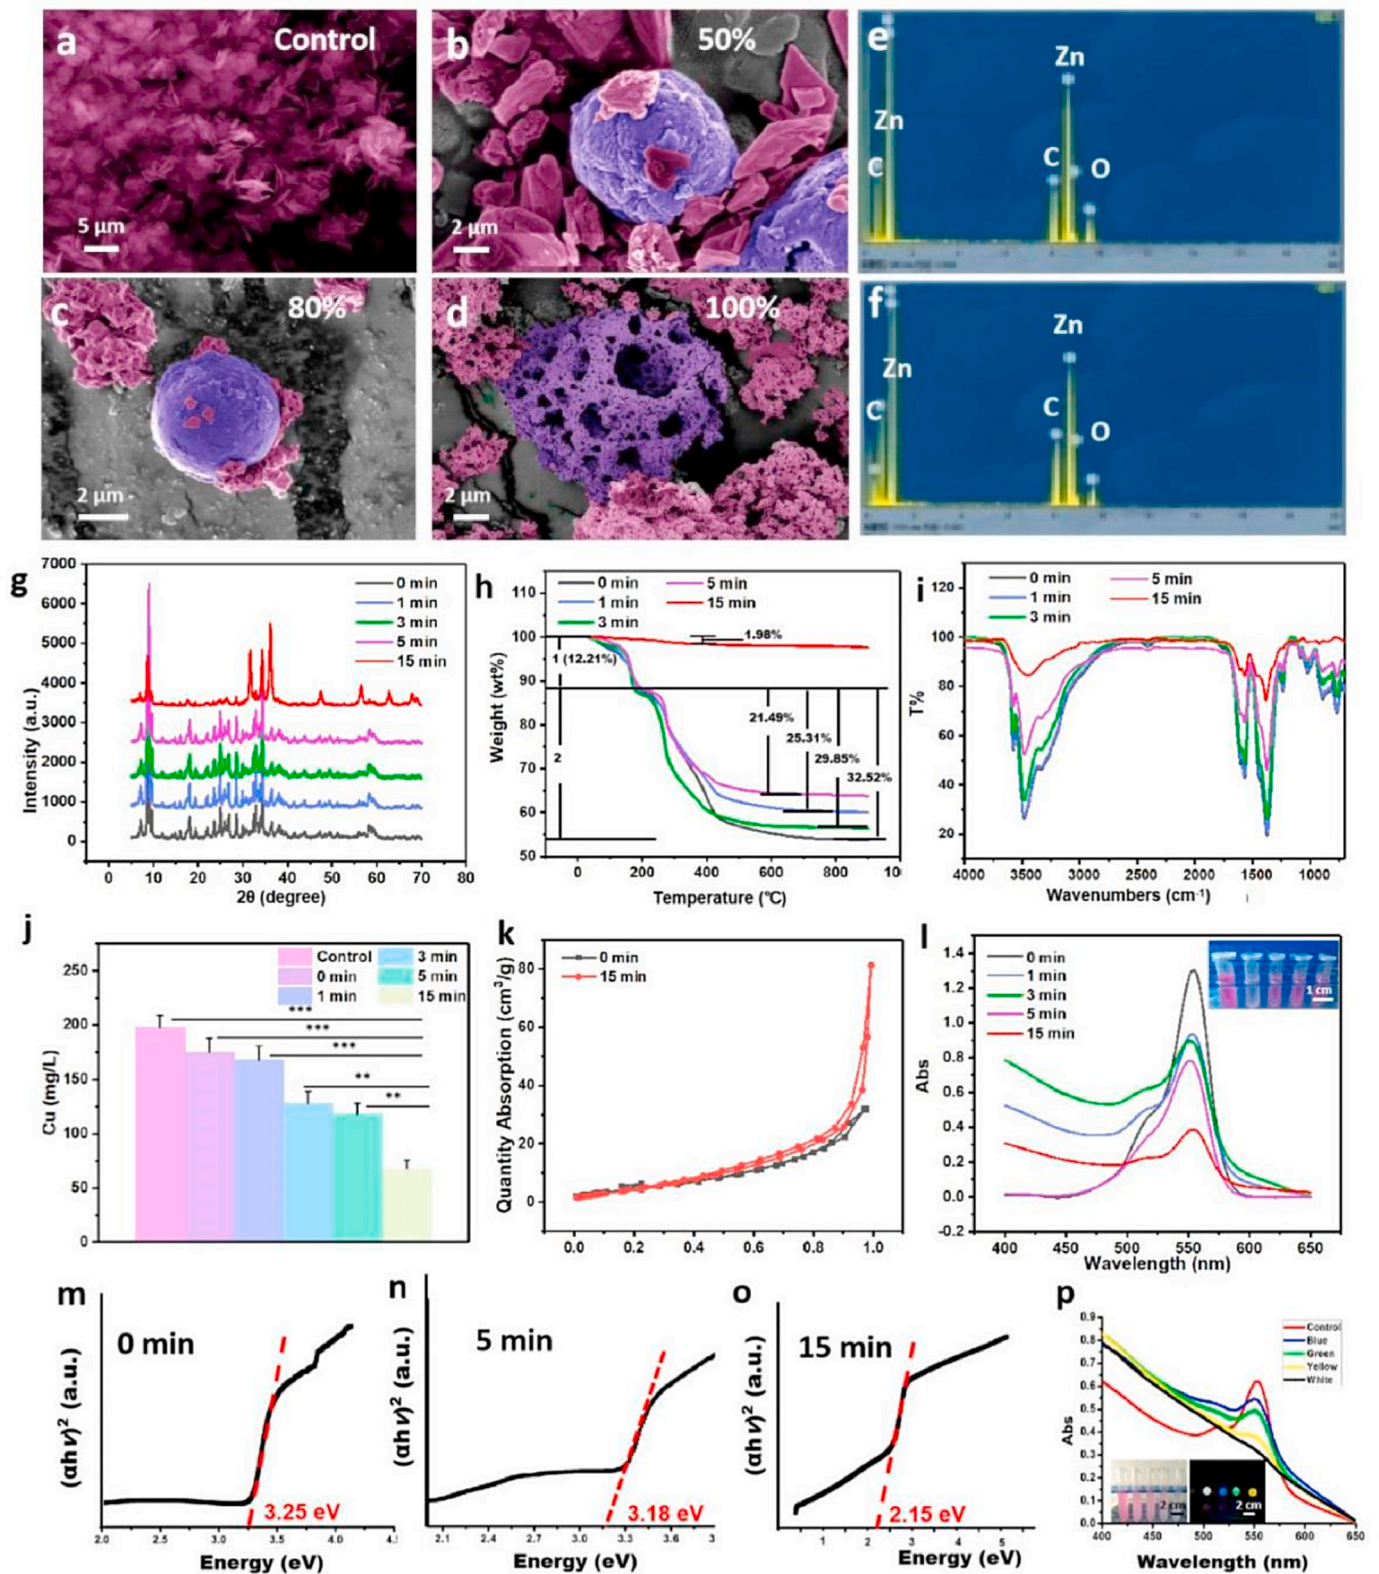 a
Control
5 μm
b
50%
2 μm
e
Zn
Zn
C
C
O
c
80%
2 μm
d
100%
2 μm
f
Zn
Zn
C
C
O
g
7000
6000
5000
4000
3000
2000
1000
0
Intensity (a.u.)
0 min
1 min
3 min
5 min
15 min
0 10 20 30 40 50 60 70 80
2θ (degree)
h
110
100
90
80
70
60
50
Weight (wt%)
0 min
1 min
3 min
5 min
15 min
1.98%
1 (12.21%)
2
21.49%
25.31%
29.85%
32.52%
0 200 400 600 800 10
Temperature (℃)
i
120
100
80
60
40
20
T%
0 min
1 min
3 min
5 min
15 min
4000 3500 3000 2500 2000 1500 1000
Wavenumbers (cm-1)
j
250
200
150
100
50
0
Cu (mg/L)
Control
0 min
1 min
3 min
5 min
15 min
***
***
***
**
**
k
80
60
40
20
0
Quantity Absorption (cm3/g)
0 min
15 min
0.0 0.2 0.4 0.6 0.8 1.0
l
1.4
1.2
1.0
0.8
0.6
0.4
0.2
0.0
-0.2
Abs
0 min
1 min
3 min
5 min
15 min
1 cm
400 450 500 550 600 650
Wavelength (nm)
m
0 min
(αhν)2 (a.u.)
3.25 eV
2.0 2.5 3.0 3.5 4.0 4.
Energy (eV)
n
5 min
(αhν)2 (a.u.)
3.18 eV
2.1 2.4 2.7 3.0 3.3 3.6 3
Energy (eV)
o
15 min
(αhν)2 (a.u.)
2.15 eV
1 2 3 4 5
Energy (eV)
p
0.9
0.8
0.7
0.6
0.5
0.4
0.3
0.2
0.1
0.0
Abs
Control
Blue
Green
Yellow
White
2 cm
2 cm
400 450 500 550 600 650
Wavelength (nm)